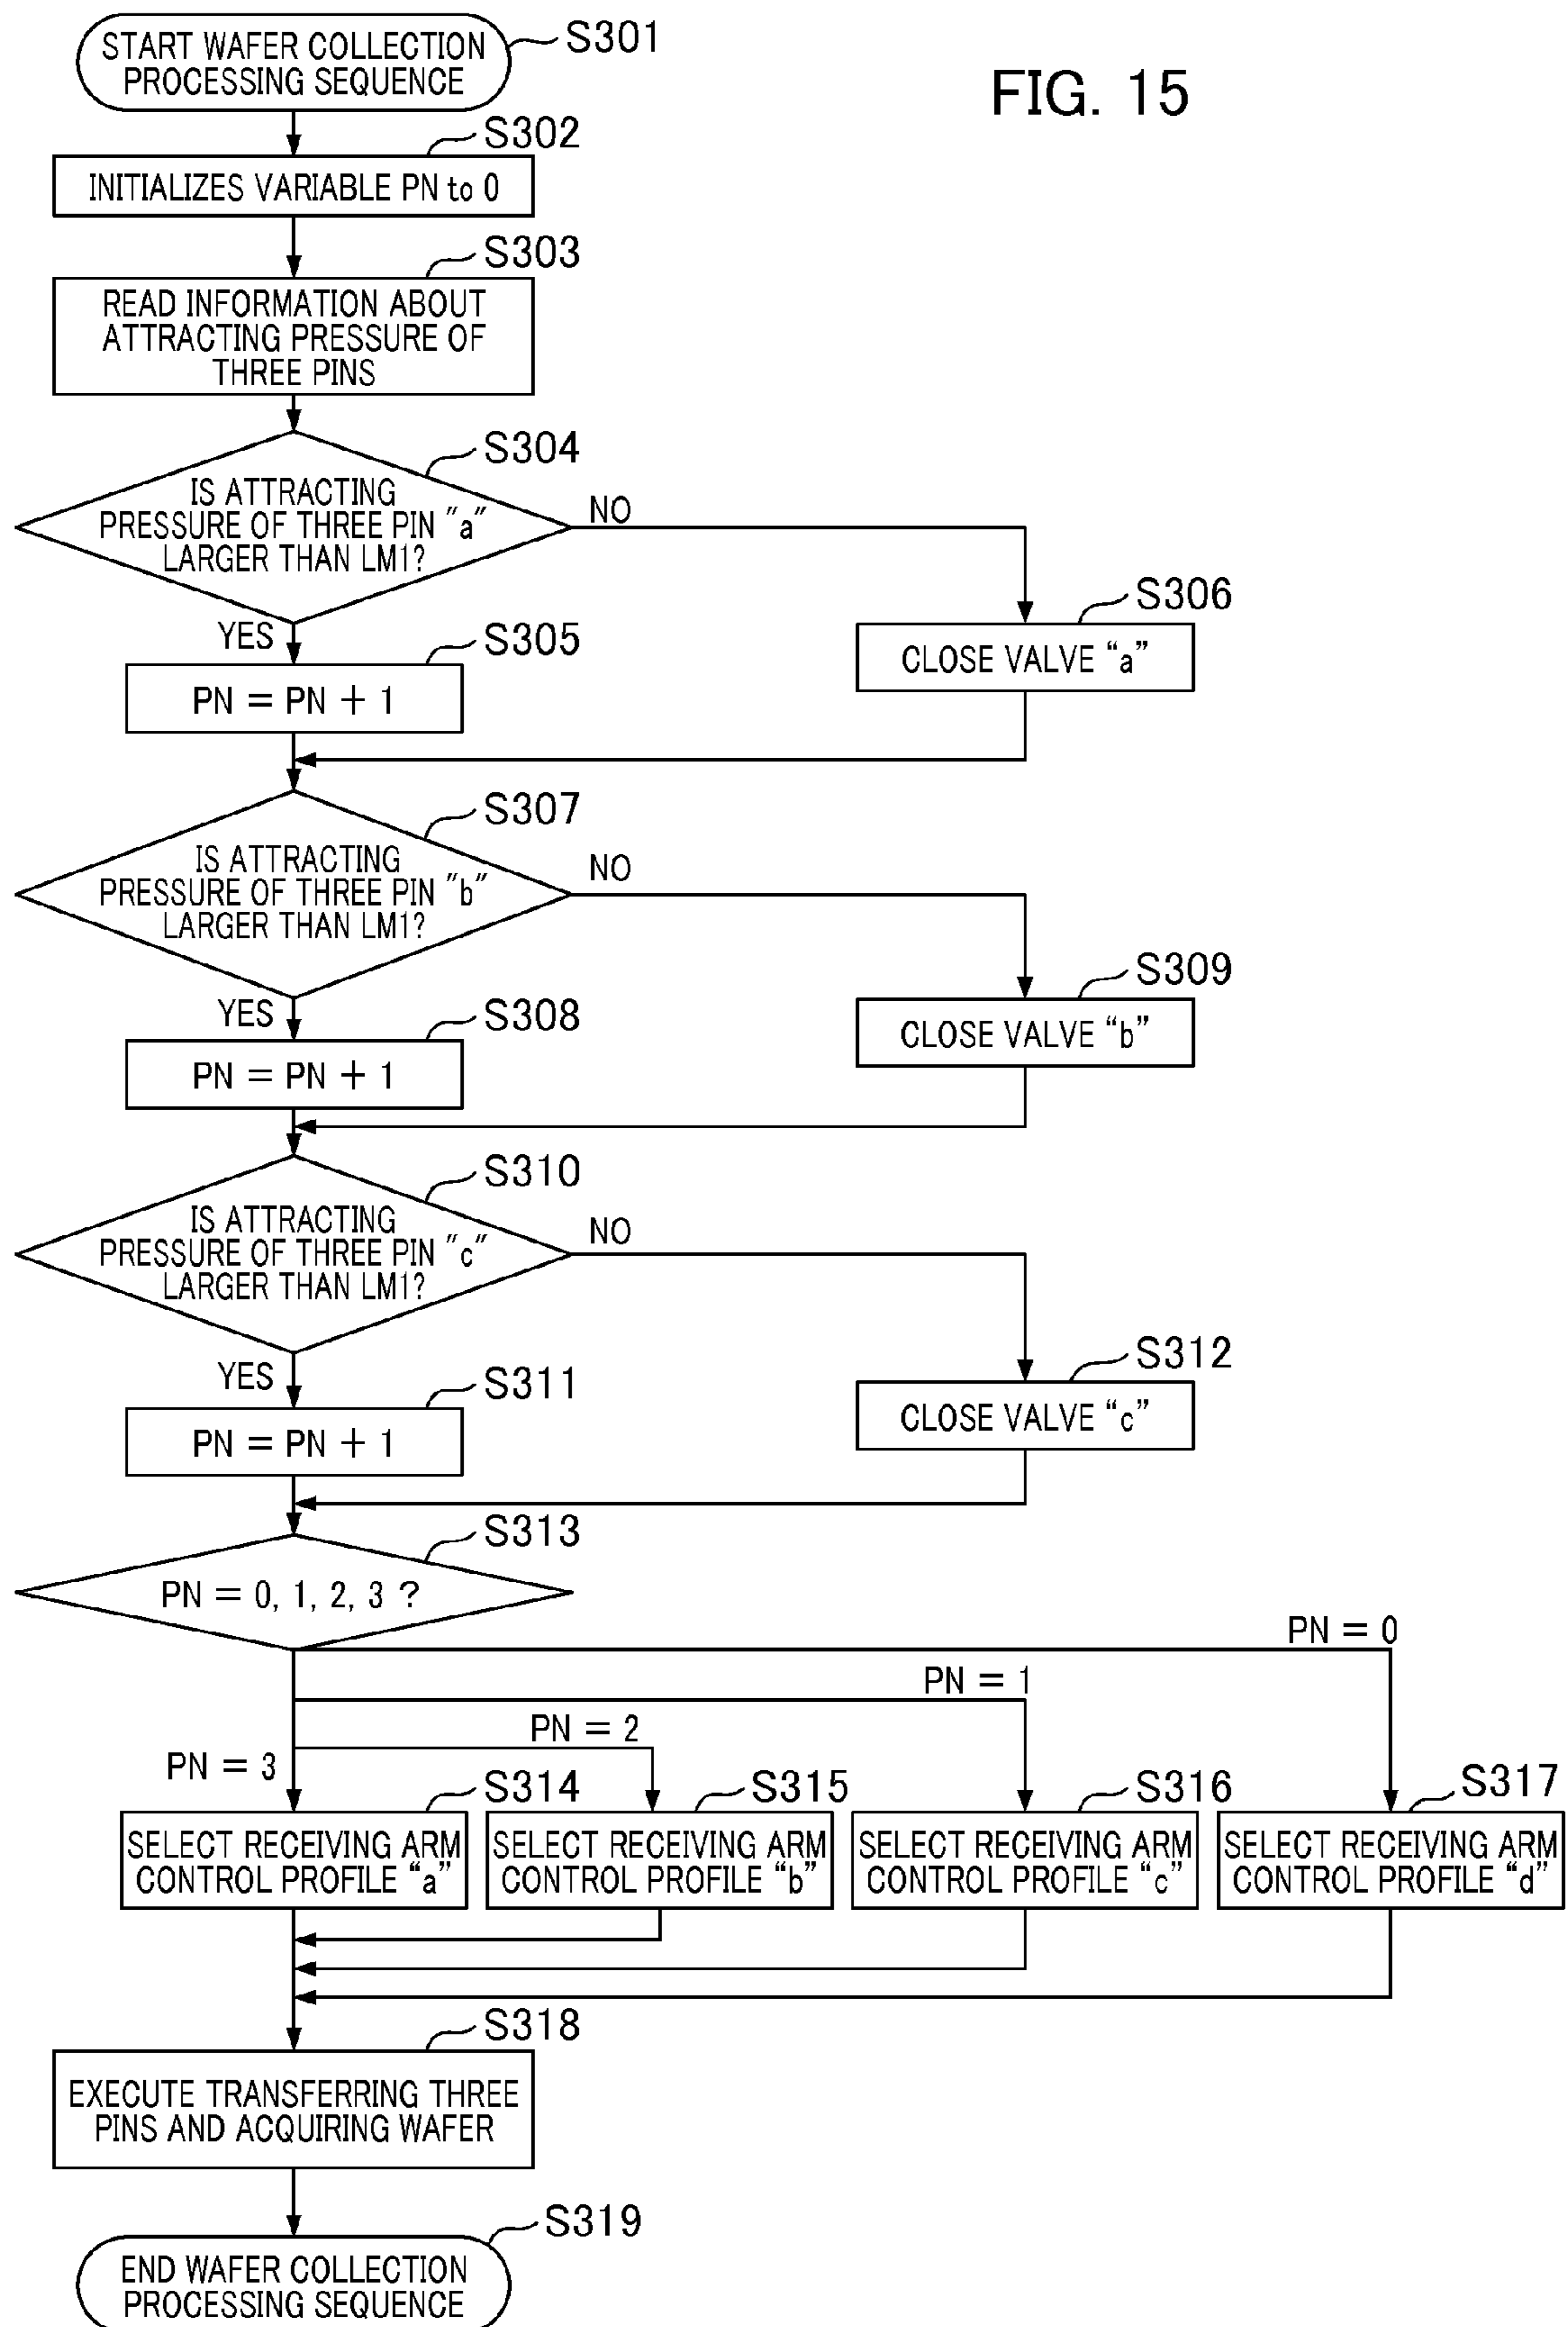 START WAFER COLLECTION
PROCESSING SEQUENCE
S301
FIG. 15
S302
INITIALIZES VARIABLE PN to 0
S303
READ INFORMATION ABOUT
ATTRACTING PRESSURE OF
THREE PINS
S304
IS ATTRACTING
PRESSURE OF THREE PIN "a"
LARGER THAN LM1?
NO
YES
S305
PN = PN + 1
S306
CLOSE VALVE “a”
S307
IS ATTRACTING
PRESSURE OF THREE PIN "b"
LARGER THAN LM1?
NO
YES
S308
PN = PN + 1
S309
CLOSE VALVE “b”
S310
IS ATTRACTING
PRESSURE OF THREE PIN "c"
LARGER THAN LM1?
NO
YES
S311
PN = PN + 1
S312
CLOSE VALVE “c”
S313
PN = 0, 1, 2, 3 ?
PN = 0
PN = 1
PN = 2
PN = 3
S314
SELECT RECEIVING ARM
CONTROL PROFILE “a”
S315
SELECT RECEIVING ARM
CONTROL PROFILE “b”
S316
SELECT RECEIVING ARM
CONTROL PROFILE “c”
S317
SELECT RECEIVING ARM
CONTROL PROFILE “d”
S318
EXECUTE TRANSFERRING THREE
PINS AND ACQUIRING WAFER
S319
END WAFER COLLECTION
PROCESSING SEQUENCE